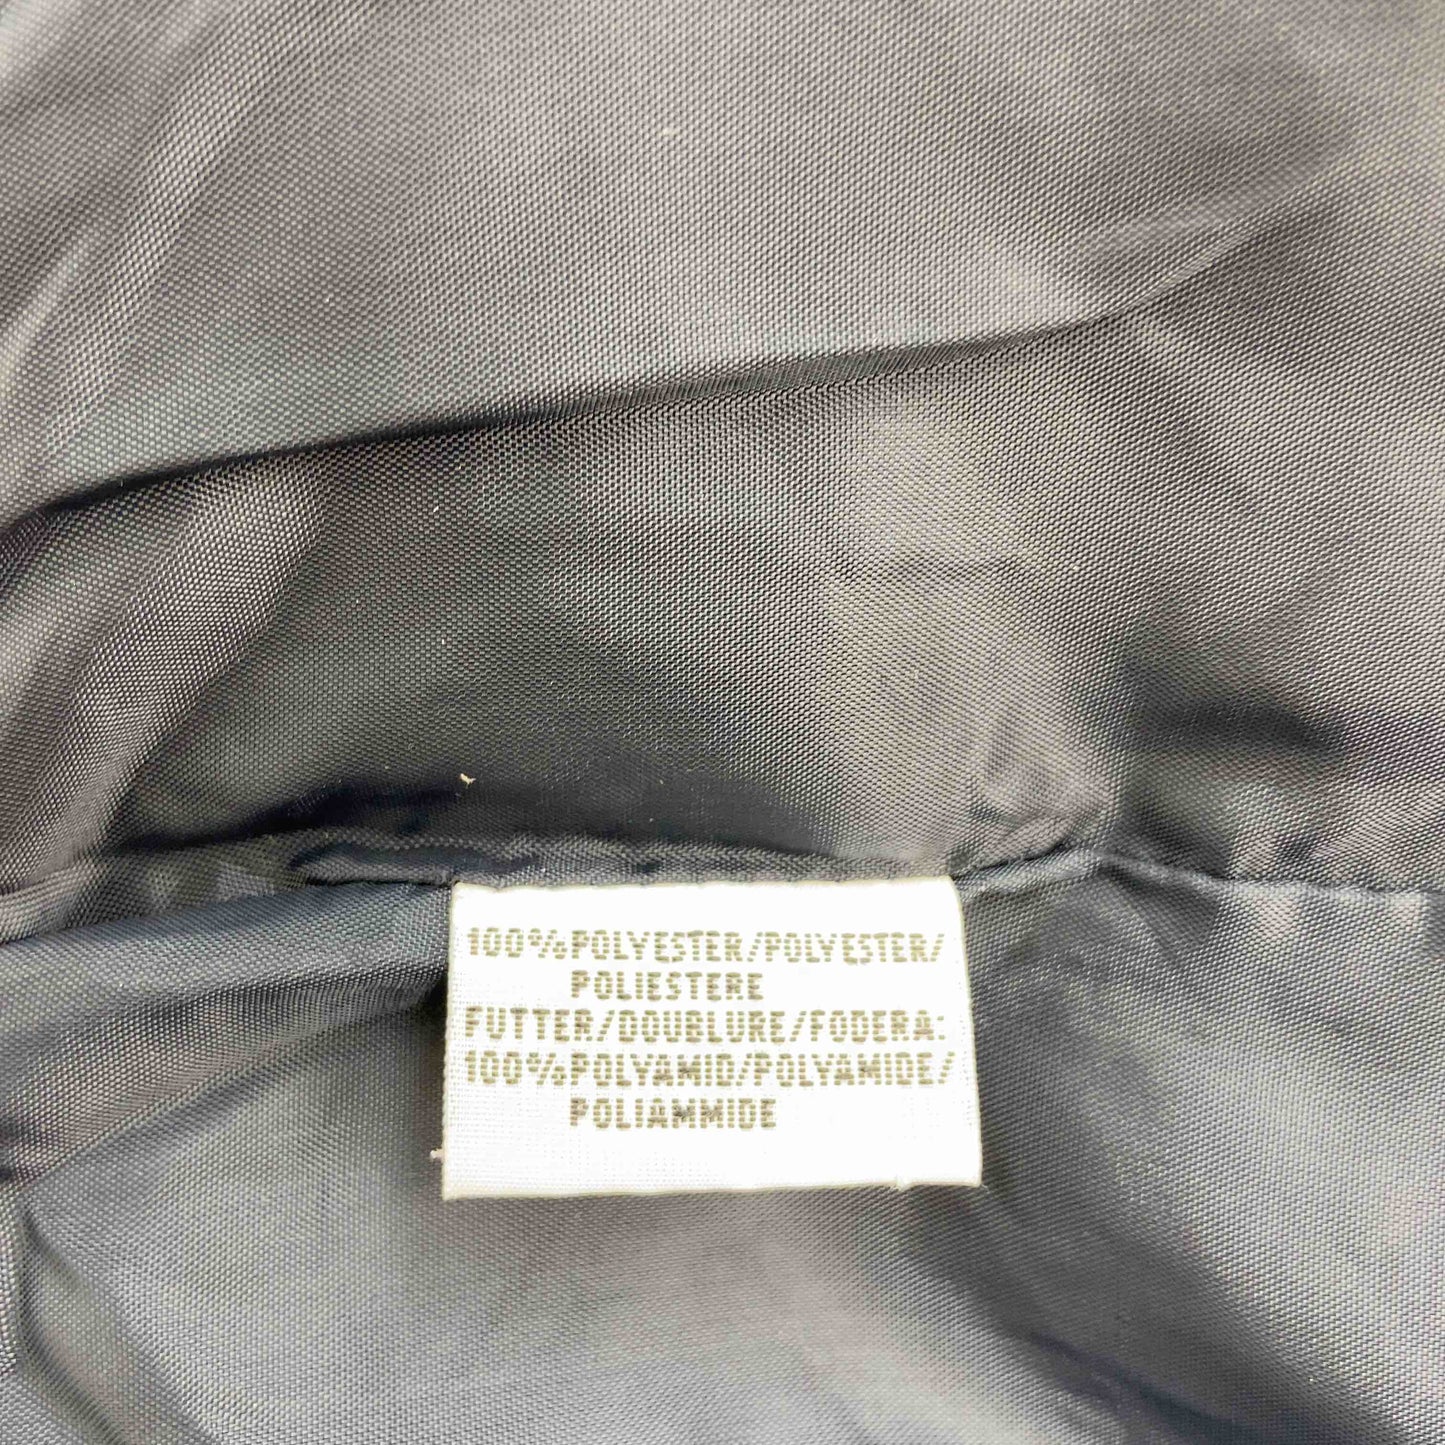 100%POLYESTER/POLYESTER/
POLIESTERE
FUTTER/DOUBLURE/FODERA:
100%POLYAMID/POLYAMIDE/
POLIAMMIDE